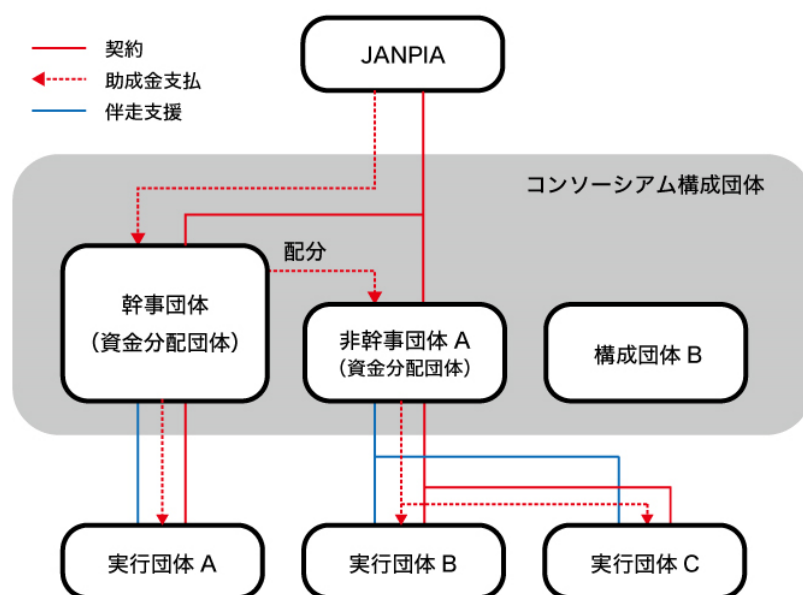 契約
助成金支払
伴走支援
JANPIA
コンソーシアム構成団体
配分
幹事団体
（資金分配団体）
非幹事団体 A
（資金分配団体）
構成団体 B
実行団体 A
実行団体 B
実行団体 C